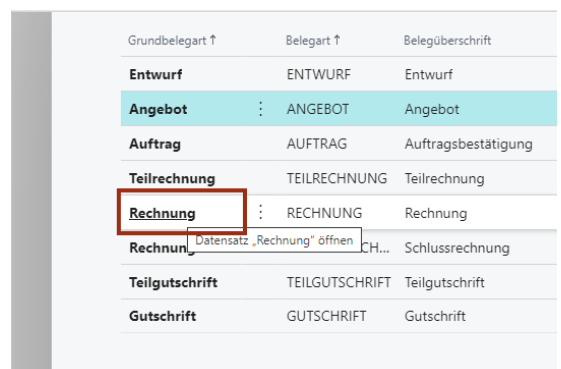 Grundbelegart ↑ Belegart ↑ Belegüberschrift
Entwurf ENTWURF Entwurf
Angebot ANGEBOT Angebot
Auftrag AUFTRAG Auftragsbestätigung
Teilrechnung TEILRECHNUNG Teilrechnung
Rechnung RECHNUNG Rechnung
Datensatz „Rechnung" öffnen
CH... Schlussrechnung
Teilgutschrift TEILGUTSCHRIFT Teilgutschrift
Gutschrift GUTSCHRIFT Gutschrift